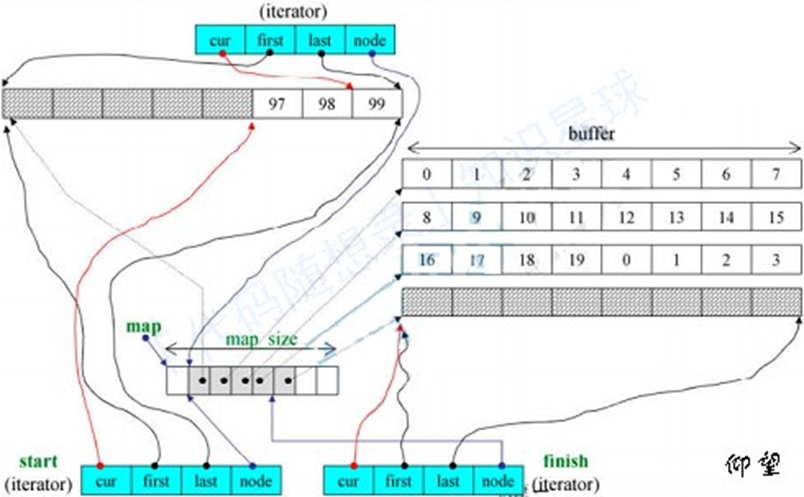 (iterator)
cur first last node
97 98 99
buffer
0 1 2 3 4 5 6 7
8 9 10 11 12 13 14 15
16 17 18 19 0 1 2 3
map
map size
代码随想录 知识星球
start
(iterator)
cur first last node
cur first last node
finish
(iterator)
仰望